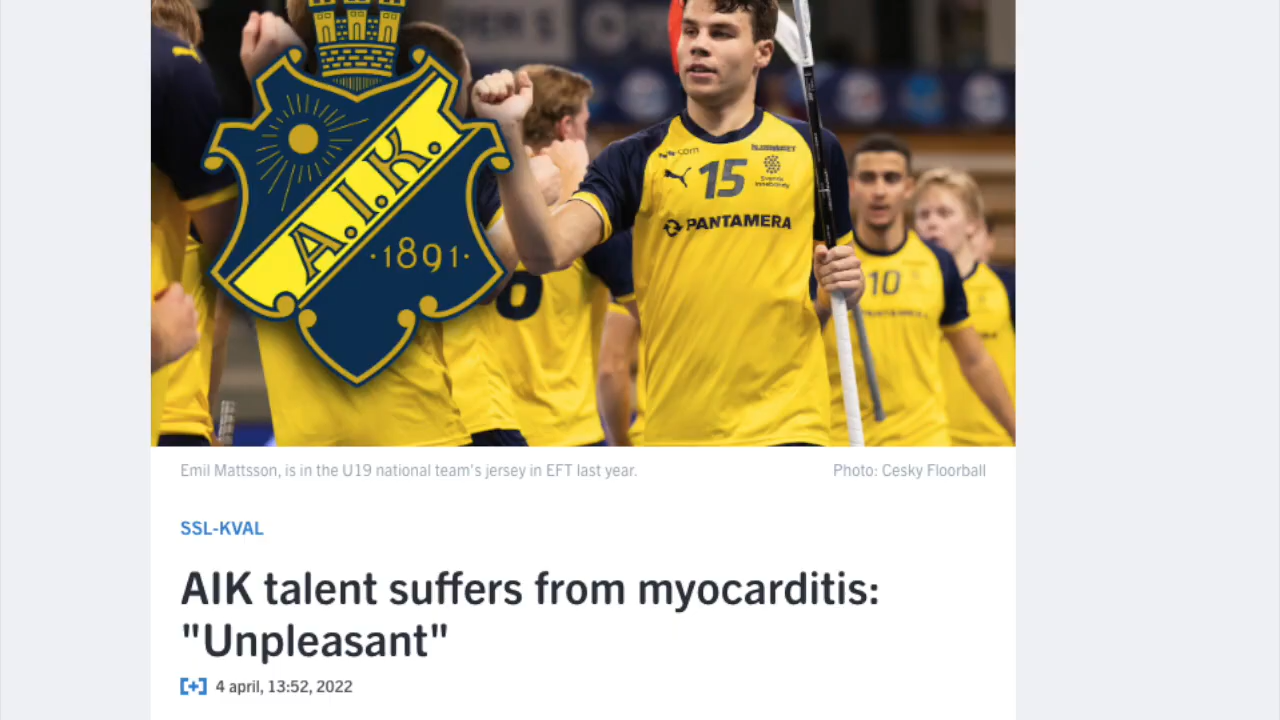 A.I.K.
·1891·
15
PANTAMERA
10
Emil Mattsson, is in the U19 national team's jersey in EFT last year.
Photo: Cesky Floorball
SSL-KVAL
AIK talent suffers from myocarditis:
"Unpleasant"
[+] 4 april, 13:52, 2022